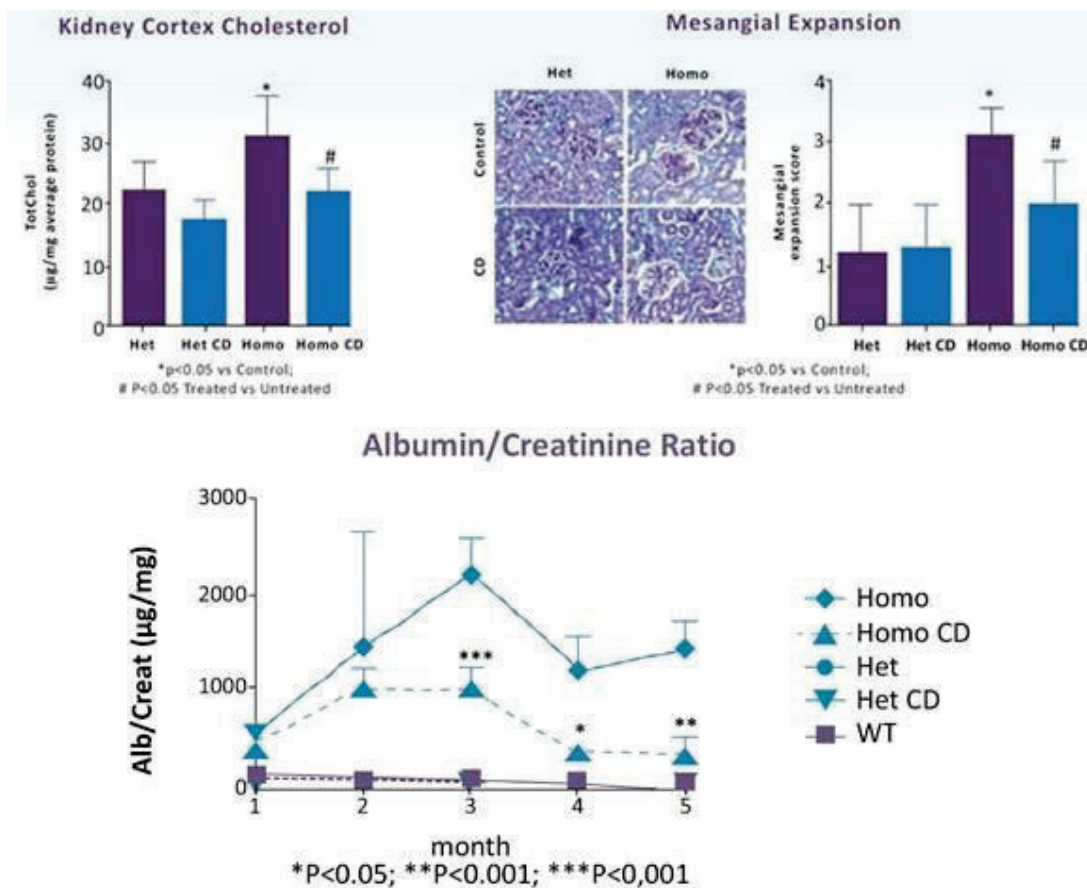 Kidney Cortex Cholesterol
TotChol
(µg/mg average protein)
40
30
20
10
0
*
#
Het
Het CD
Homo
Homo CD
*p<0.05 vs Control;
# P<0.05 Treated vs Untreated
Mesangial Expansion
Het
Homo
Control
CD
Mesangial
expansion score
4
3
2
1
0
*
#
Het
Het CD
Homo
Homo CD
*p<0.05 vs Control;
# P<0.05 Treated vs Untreated
Albumin/Creatinine Ratio
Alb/Creat (µg/mg)
3000
2000
1000
0
***
*
**
1
2
3
4
5
month
*P<0.05; **P<0.001; ***P<0,001
Homo
Homo CD
Het
Het CD
WT